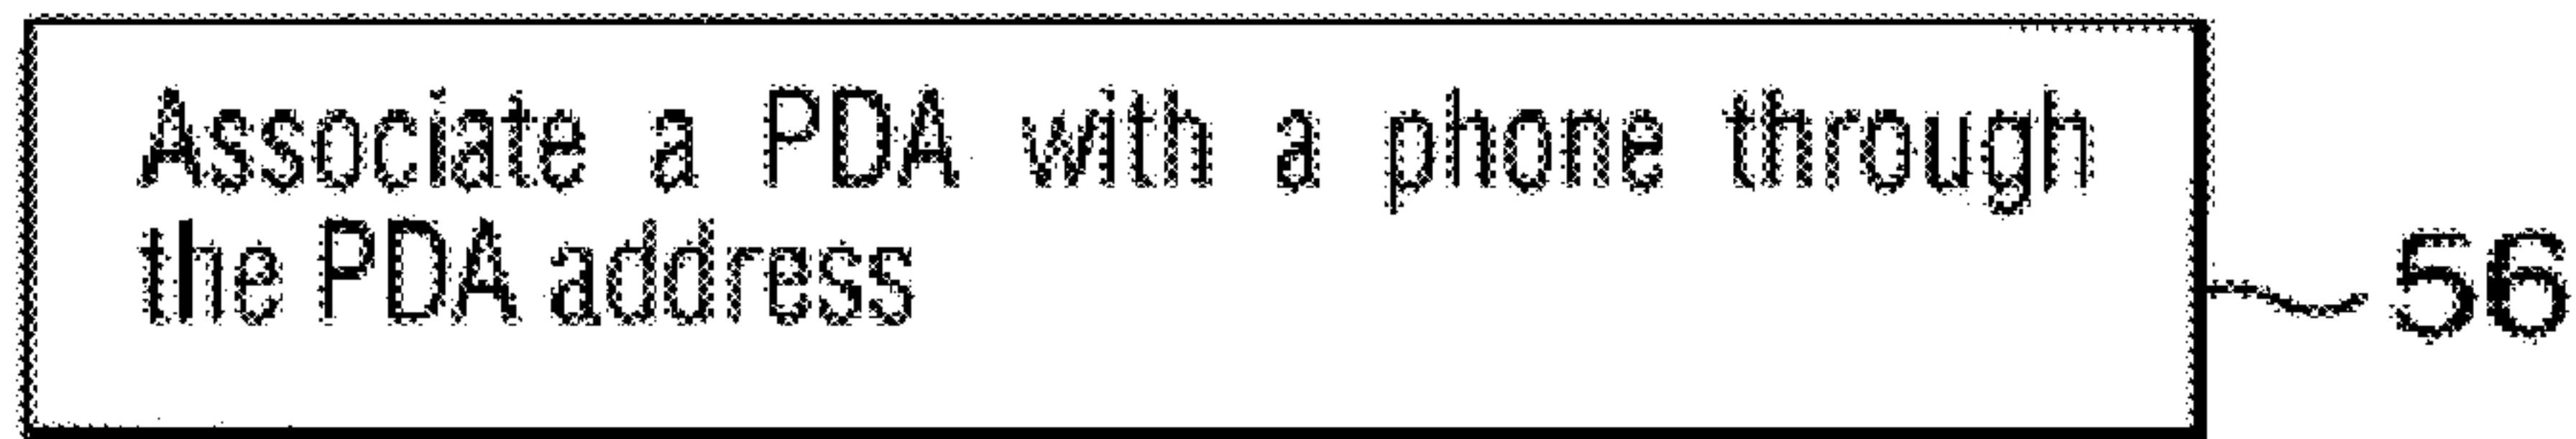 Associate a PDA with a phone through
the PDA address
56